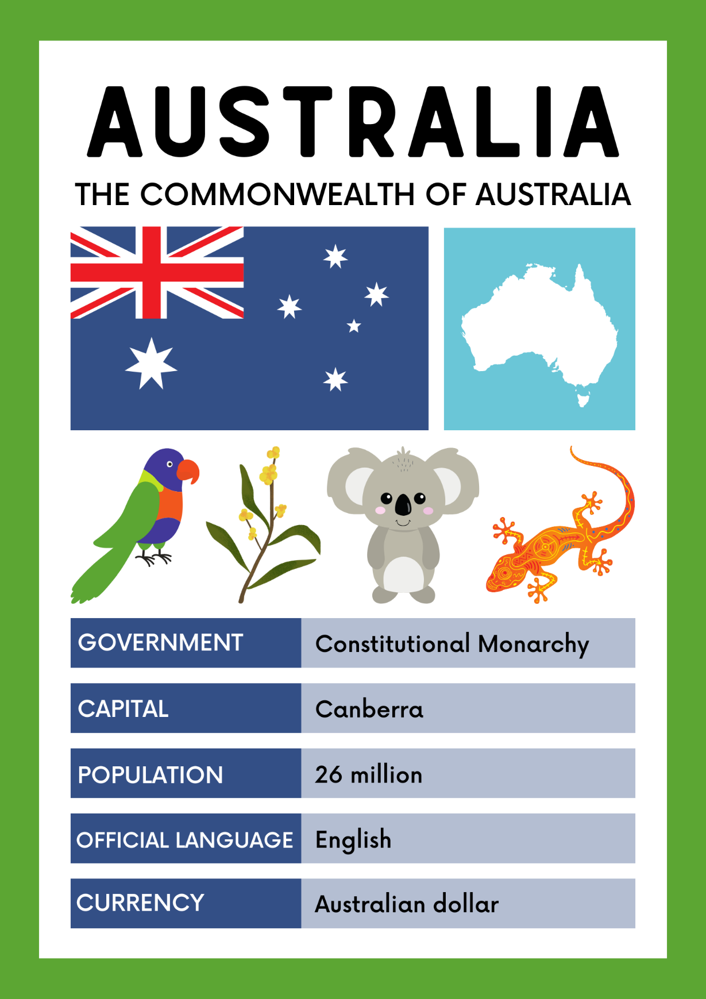 AUSTRALIA
THE COMMONWEALTH OF AUSTRALIA
GOVERNMENT Constitutional Monarchy
CAPITAL Canberra
POPULATION 26 million
OFFICIAL LANGUAGE English
CURRENCY Australian dollar